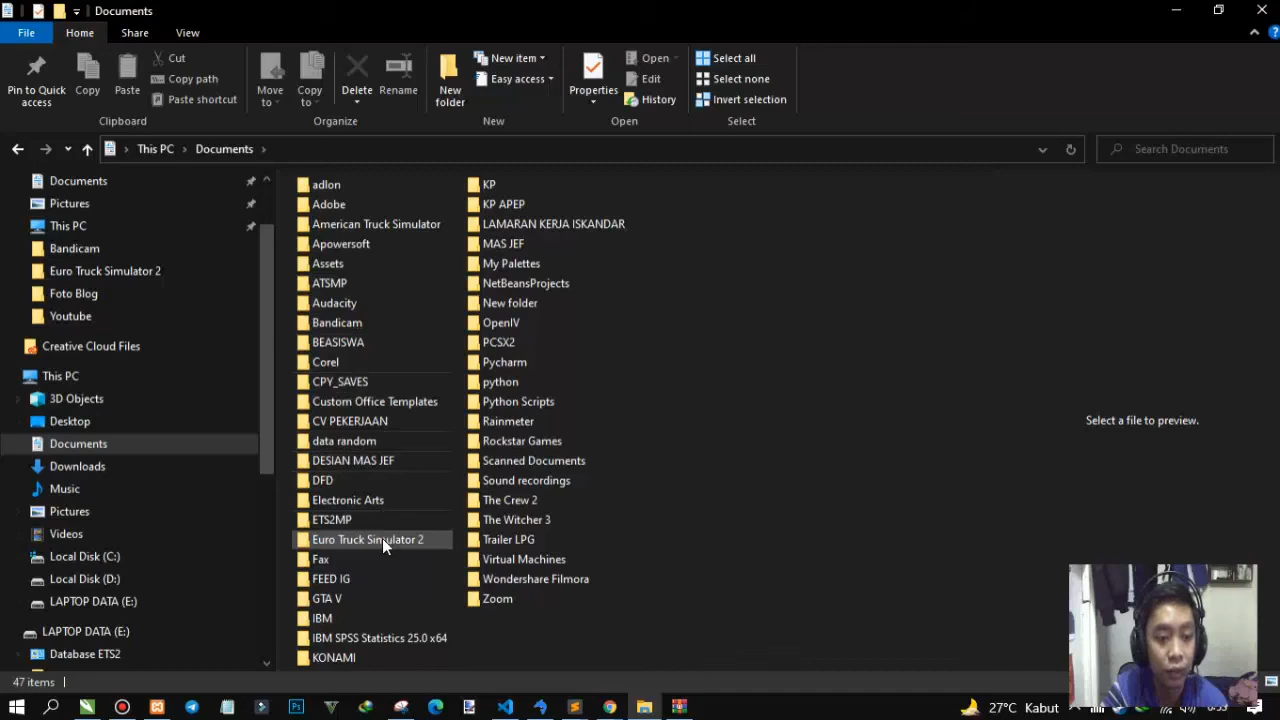 Documents
File
Home
Share
View
Pin to Quick access
Copy
Paste
Cut
Copy path
Paste shortcut
Move to
Copy to
Delete
Rename
New folder
New item
Easy access
Properties
Open
Edit
History
Select all
Select none
Invert selection
Clipboard
Organize
New
Open
Select
This PC > Documents >
Search Documents
Documents
Pictures
This PC
Bandicam
Euro Truck Simulator 2
Foto Blog
Youtube
Creative Cloud Files
This PC
3D Objects
Desktop
Documents
Downloads
Music
Pictures
Videos
Local Disk (C:)
Local Disk (D:)
LAPTOP DATA (E:)
LAPTOP DATA (E:)
Database ETS2
adlon
Adobe
American Truck Simulator
Apowersoft
Assets
ATSMP
Audacity
Bandicam
BEASISWA
Corel
CPY_SAVES
Custom Office Templates
CV PEKERJAAN
data random
DESIAN MAS JEF
DFD
Electronic Arts
ETS2MP
Euro Truck Simulator 2
Fax
FEED IG
GTA V
IBM
IBM SPSS Statistics 25.0 x64
KONAMI
KP
KP APEP
LAMARAN KERJA ISKANDAR
MAS JEF
My Palettes
NetBeansProjects
New folder
OpenIV
PCSX2
Pycharm
python
Python Scripts
Rainmeter
Rockstar Games
Scanned Documents
Sound recordings
The Crew 2
The Witcher 3
Trailer LPG
Virtual Machines
Wondershare Filmora
Zoom
Select a file to preview.
47 items
27°C Kabut